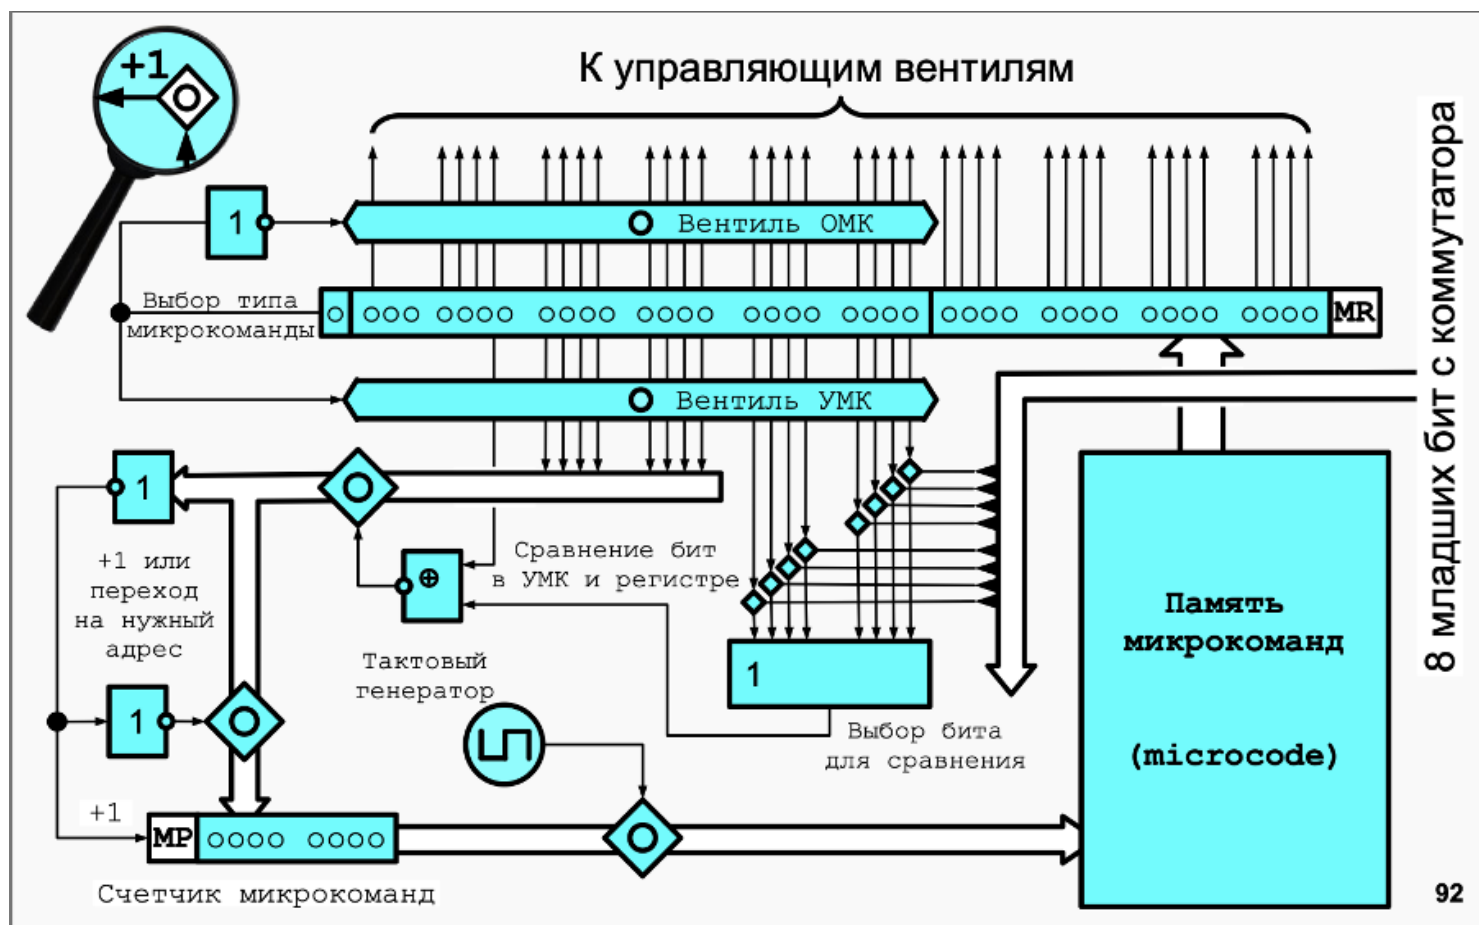 К управляющим вентилям
+1
1
Вентиль ОМК
Выбор типа
микрокоманды
MR
Вентиль УМК
8 младших бит с коммутатора
1
+1 или
переход
на нужный
адрес
Сравнение бит
в УМК и регистре
⊕
Тактовый
генератор
1
1
Выбор бита
для сравнения
Память
микрокоманд
(microcode)
+1
MP
Счетчик микрокоманд
92